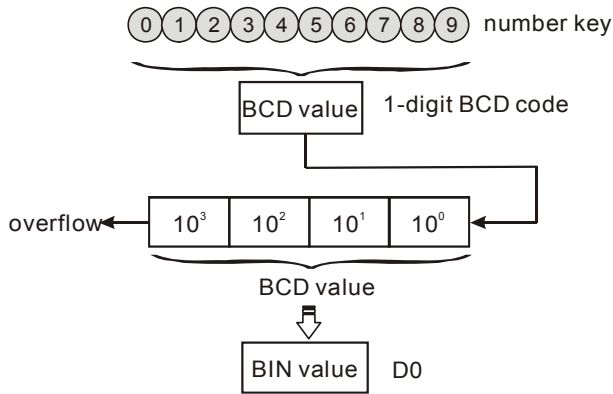 0 1 2 3 4 5 6 7 8 9 number key
BCD value 1-digit BCD code
overflow 10³ 10² 10¹ 10⁰
BCD value
BIN value D0